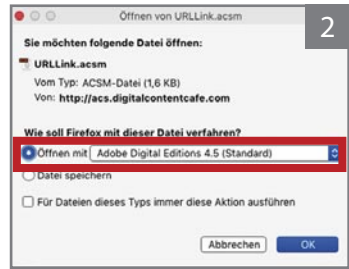 Öffnen von URLLink.acsm
2
Sie möchten folgende Datei öffnen:
URLLink.acsm
Vom Typ: ACSM-Datei (1,6 KB)
Von: http://acs.digitalcontentcafe.com
Wie soll Firefox mit dieser Datei verfahren?
Öffnen mit Adobe Digital Editions 4.5 (Standard)
Datei speichern
Für Dateien dieses Typs immer diese Aktion ausführen
Abbrechen OK